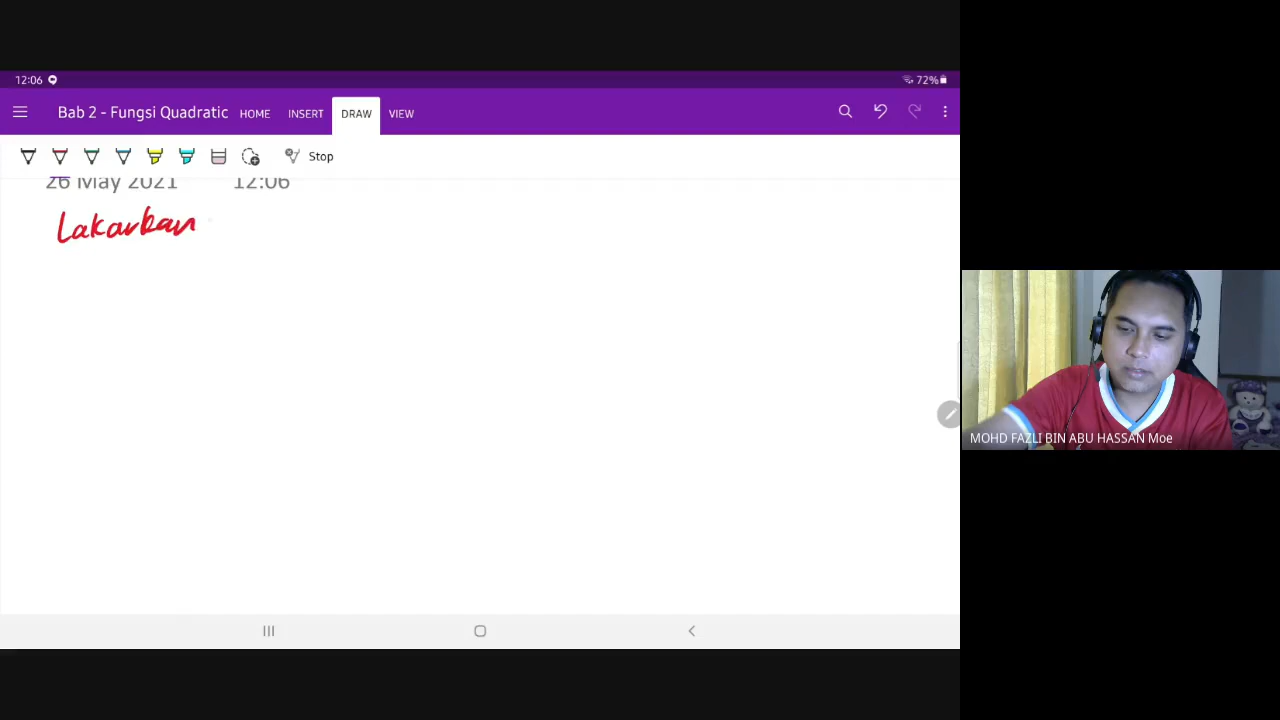 12:06 72%
Bab 2 - Fungsi Quadratic HOME INSERT DRAW VIEW
Stop
26 May 2021 12:06
Lakarkan
MOHD FAZLI BIN ABU HASSAN Moe